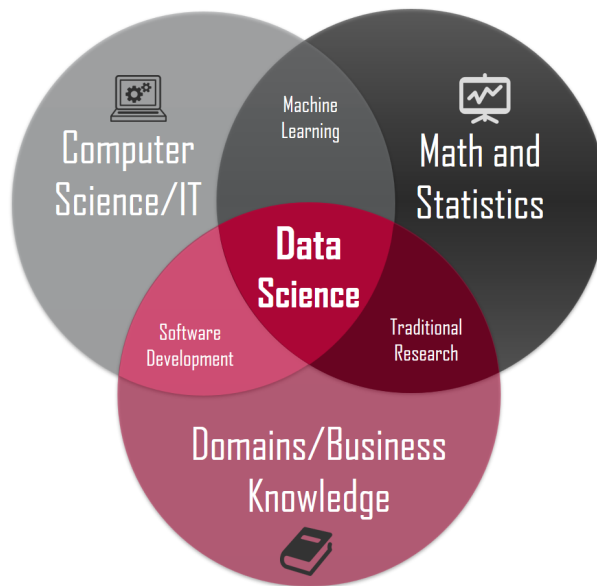 Machine
Learning
Computer
Science/IT
Math and
Statistics
Data
Science
Software
Development
Traditional
Research
Domains/Business
Knowledge